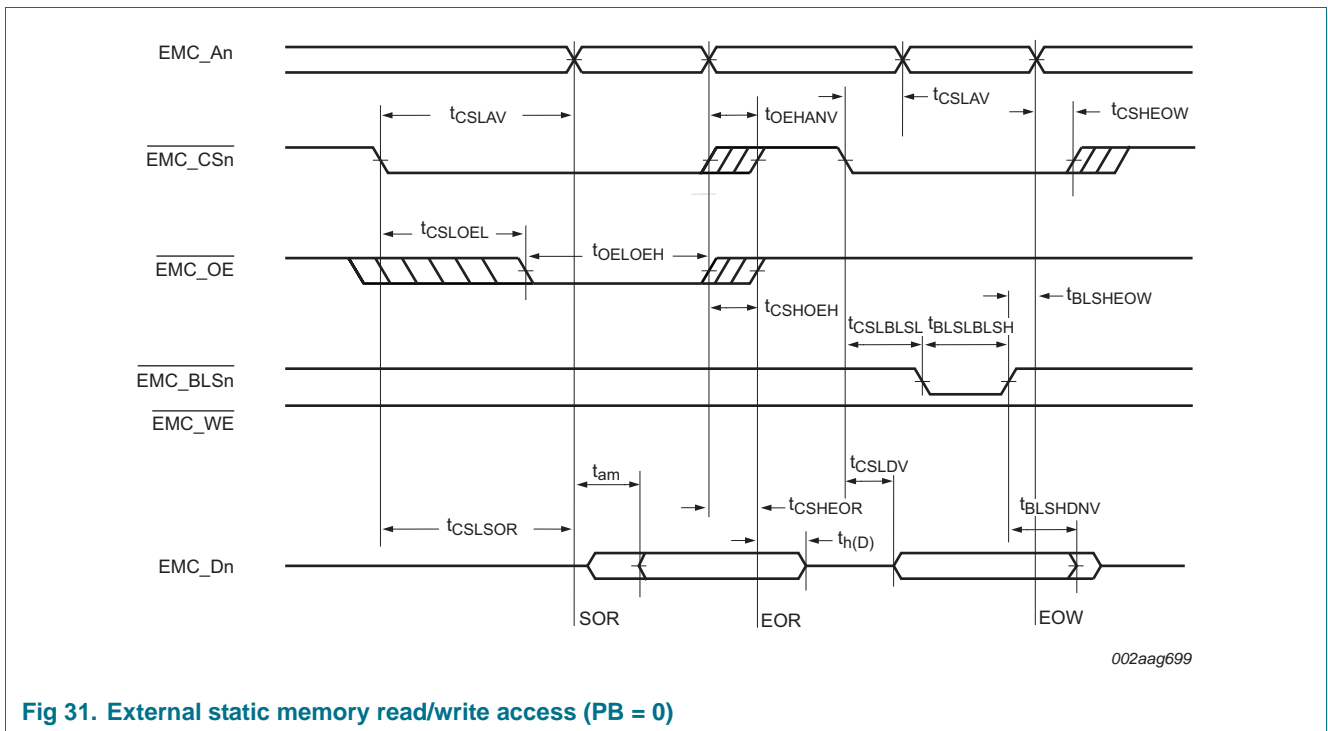 EMC_An
tCSLAV
tOEHANV
tCSLAV
tCSHEOW
EMC_CSn
tCSLOEL
tOELOEH
EMC_OE
tCSHOEH
tBLSHEOW
tCSLBLSL
tBLSLBLSH
EMC_BLSn
EMC_WE
tam
tCSLDV
tCSLSOR
tCSHEOR
tBLSHDNV
th(D)
EMC_Dn
SOR
EOR
EOW
002aag699
Fig 31. External static memory read/write access (PB = 0)